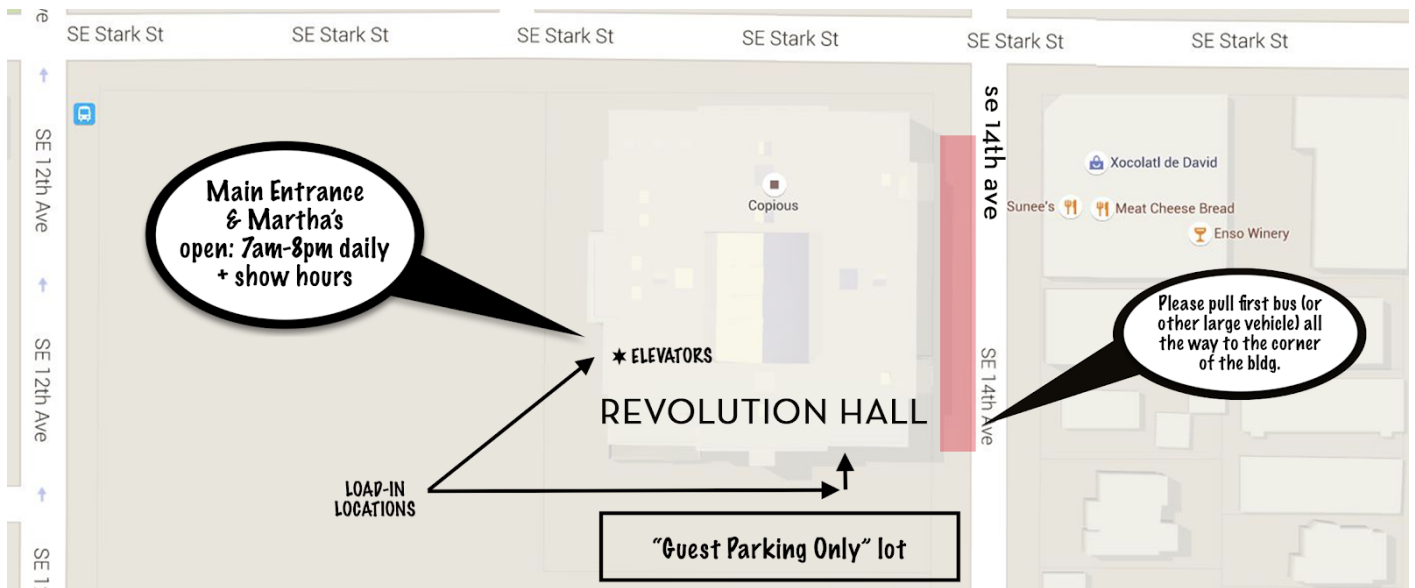 SE Stark St
SE Stark St
SE Stark St
SE Stark St
SE Stark St
SE Stark St
SE 12th Ave
SE 12th Ave
Main Entrance
& Martha's
open: 7am-8pm daily
+ show hours
Copious
se 14th ave
Xocolatl de David
Sunee's
Meat Cheese Bread
Enso Winery
Please pull first bus (or
other large vehicle) all
the way to the corner
of the bldg.
ELEVATORS
SE 14th Ave
REVOLUTION HALL
LOAD-IN
LOCATIONS
"Guest Parking Only" lot